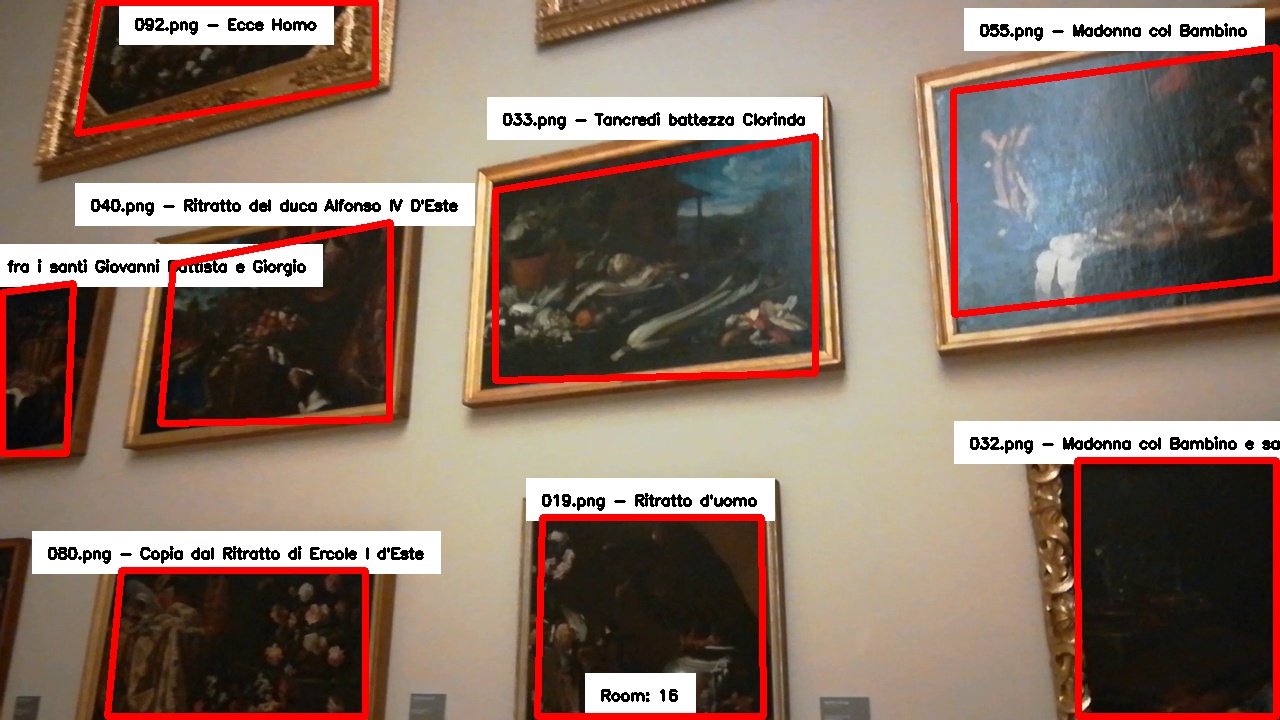 092.png - Ecce Homo
055.png - Madonna col Bambino
033.png - Tancredi battezza Clorinda
040.png - Ritratto del duca Alfonso IV D'Este
fra i santi Giovanni Battista e Giorgio
032.png - Madonna col Bambino e sa
019.png - Ritratto d'uomo
080.png - Copia dal Ritratto di Ercole I d'Este
Room: 16